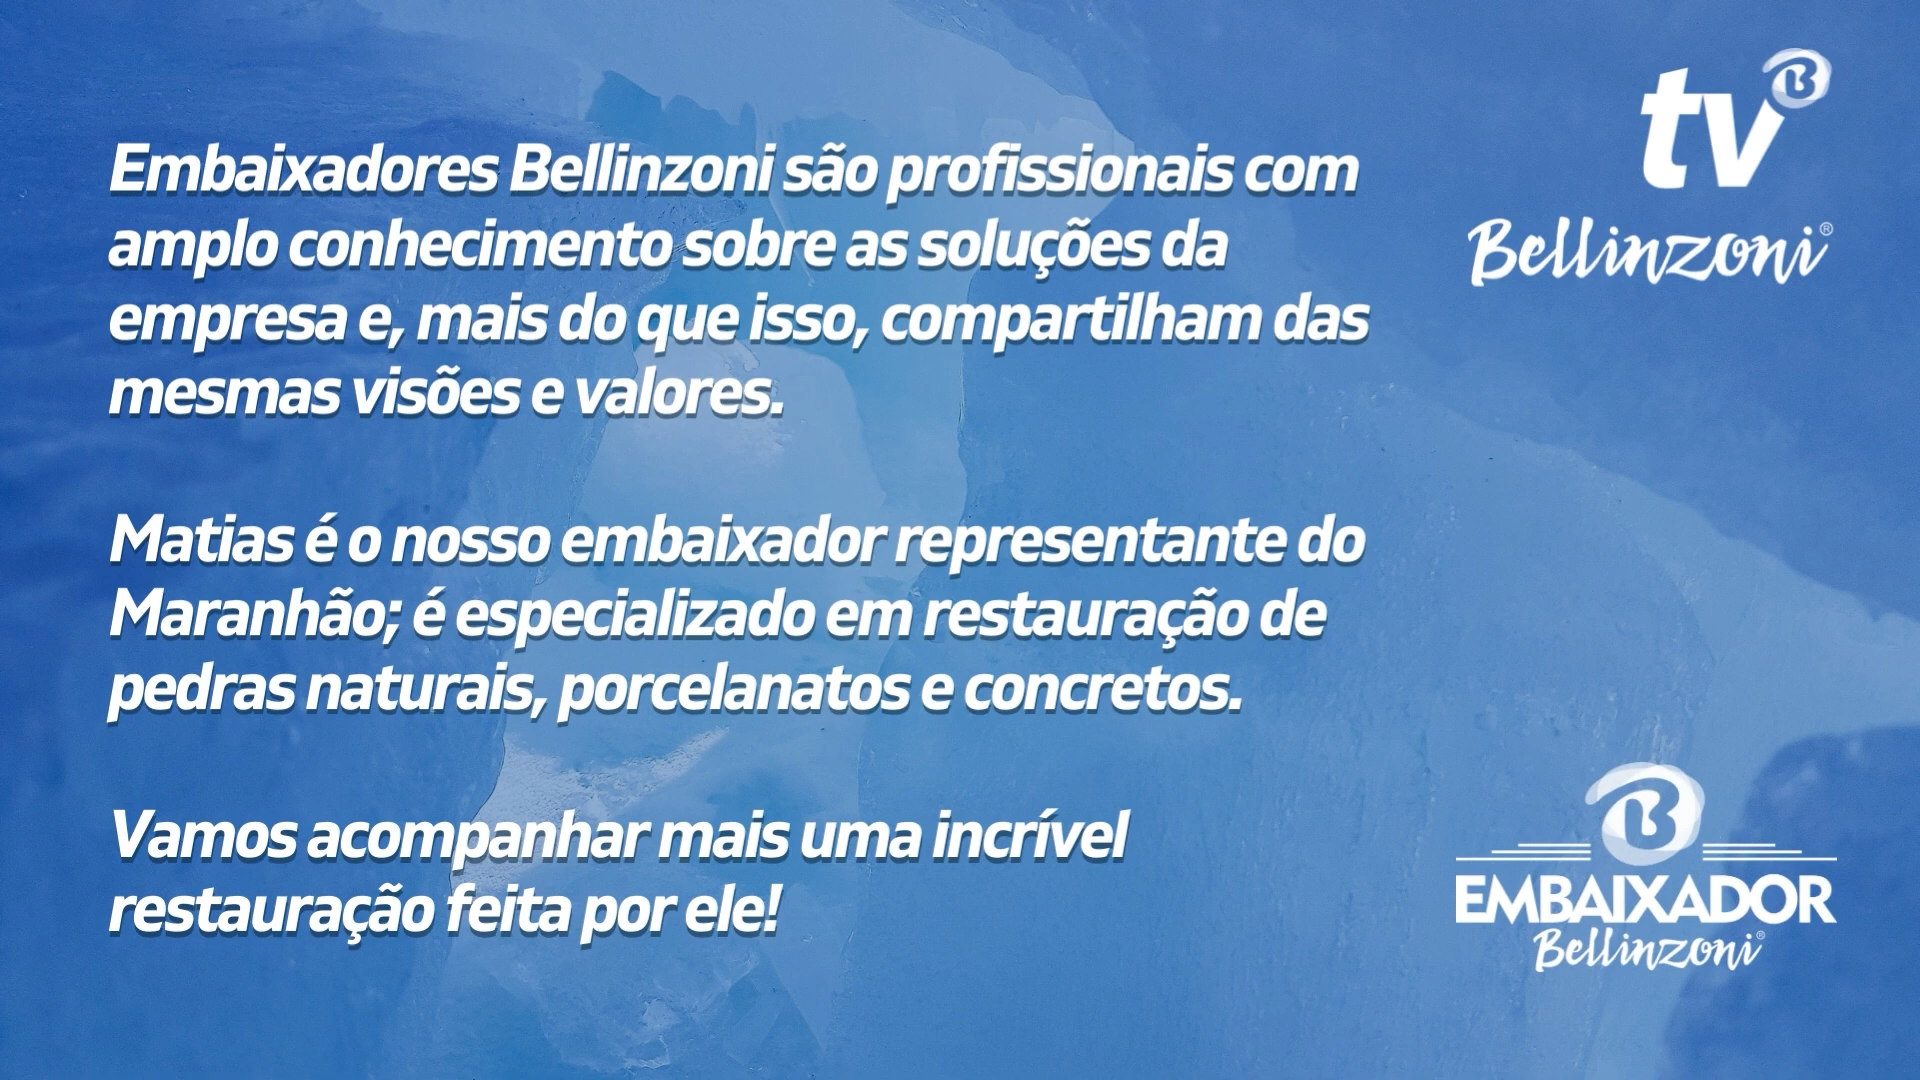 Embaixadores Bellinzoni são profissionais com
amplo conhecimento sobre as soluções da
empresa e, mais do que isso, compartilham das
mesmas visões e valores.
Matias é o nosso embaixador representante do
Maranhão; é especializado em restauração de
pedras naturais, porcelanatos e concretos.
Vamos acompanhar mais uma incrível
restauração feita por ele!
tv B
Bellinzoni®
B
EMBAIXADOR
Bellinzoni®